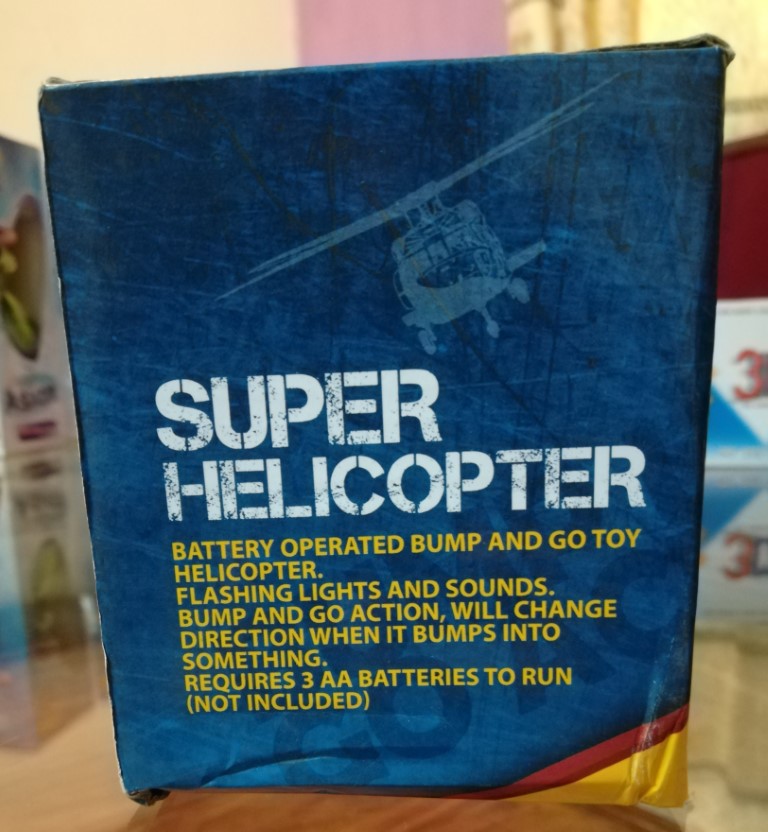 SUPER
HELICOPTER
BATTERY OPERATED BUMP AND GO TOY
HELICOPTER.
FLASHING LIGHTS AND SOUNDS.
BUMP AND GO ACTION, WILL CHANGE
DIRECTION WHEN IT BUMPS INTO
SOMETHING.
REQUIRES 3 AA BATTERIES TO RUN
(NOT INCLUDED)